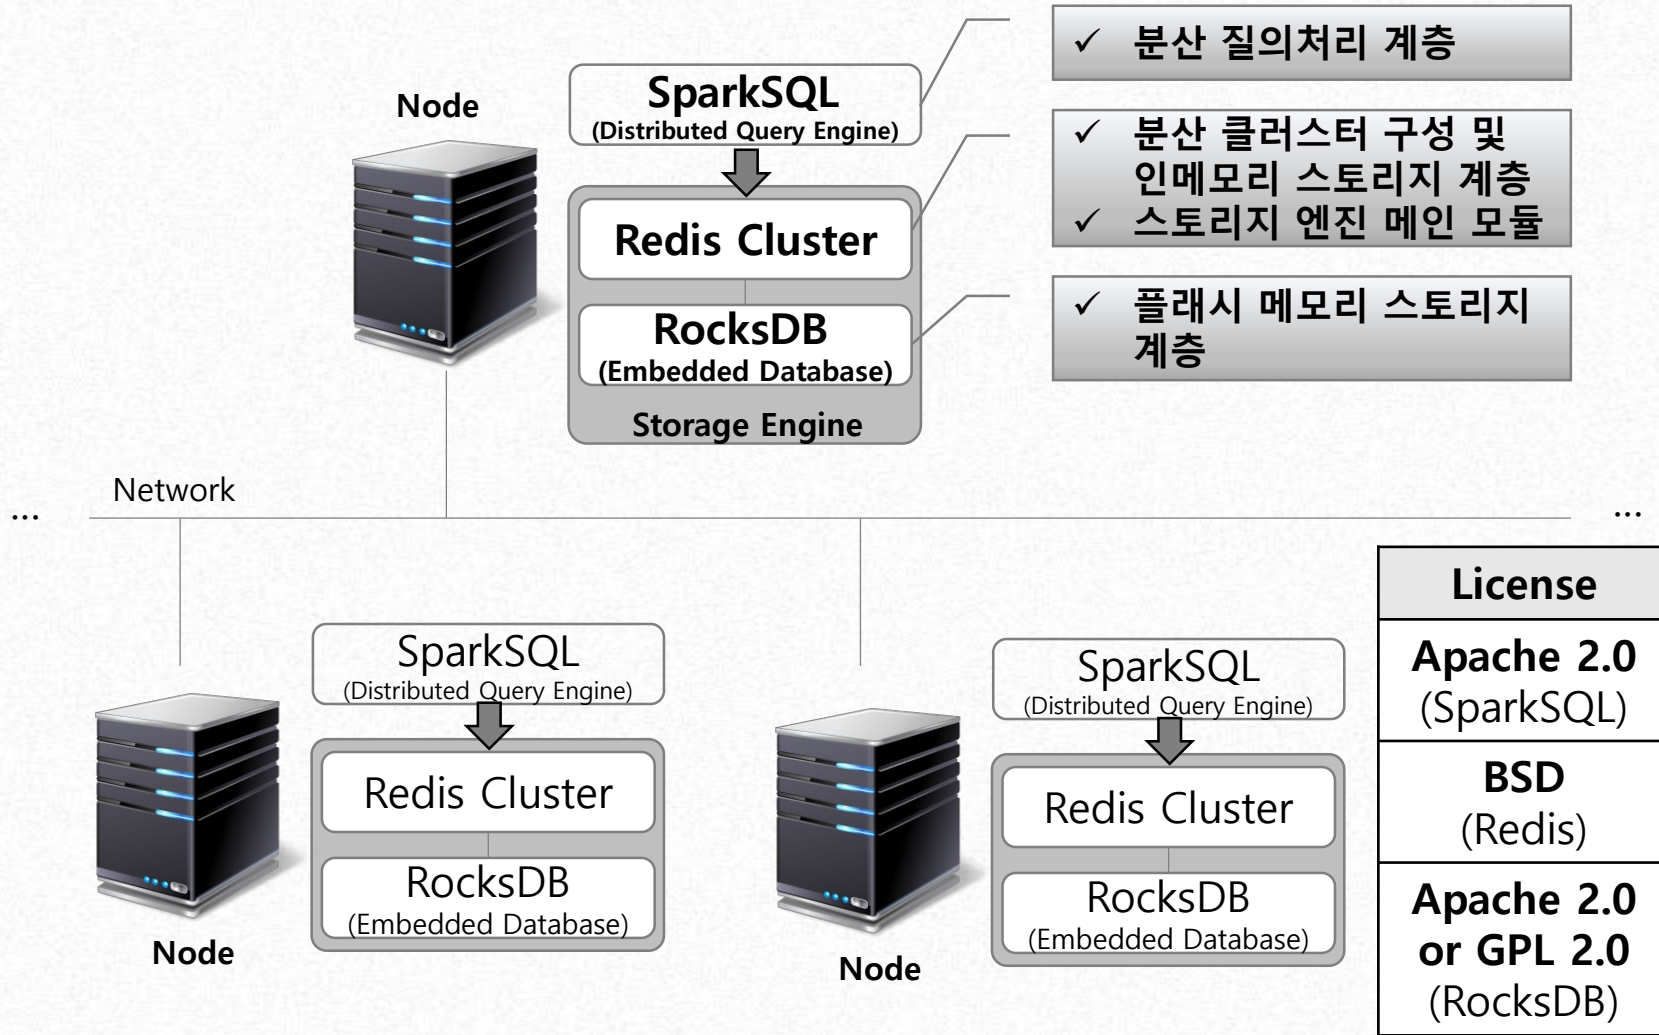 Node
SparkSQL
(Distributed Query Engine)
Redis Cluster
RocksDB
(Embedded Database)
Storage Engine
✓ 분산 질의처리 계층
✓ 분산 클러스터 구성 및
인메모리 스토리지 계층
✓ 스토리지 엔진 메인 모듈
✓ 플래시 메모리 스토리지
계층
Network
...
...
SparkSQL
(Distributed Query Engine)
Redis Cluster
RocksDB
(Embedded Database)
Node
SparkSQL
(Distributed Query Engine)
Redis Cluster
RocksDB
(Embedded Database)
Node
License
Apache 2.0
(SparkSQL)
BSD
(Redis)
Apache 2.0
or GPL 2.0
(RocksDB)